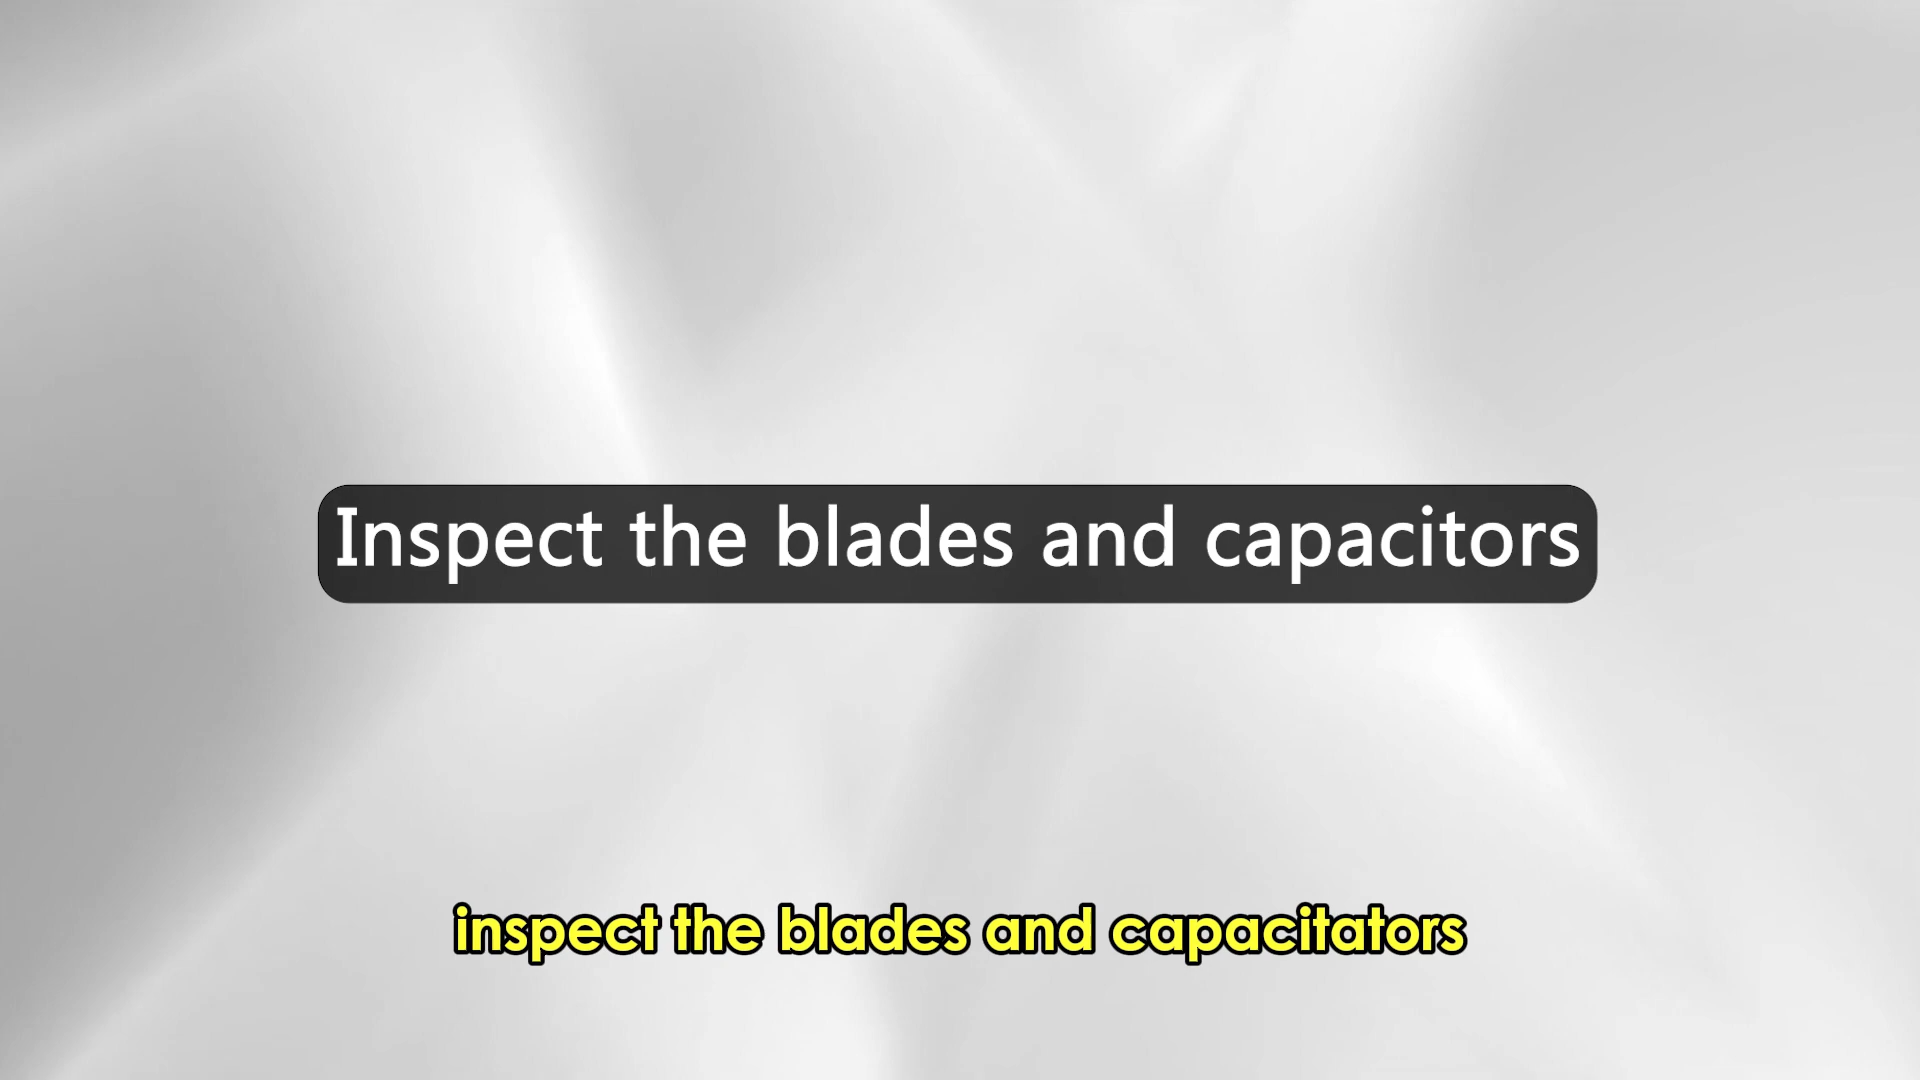 Inspect the blades and capacitors
inspect the blades and capacitators